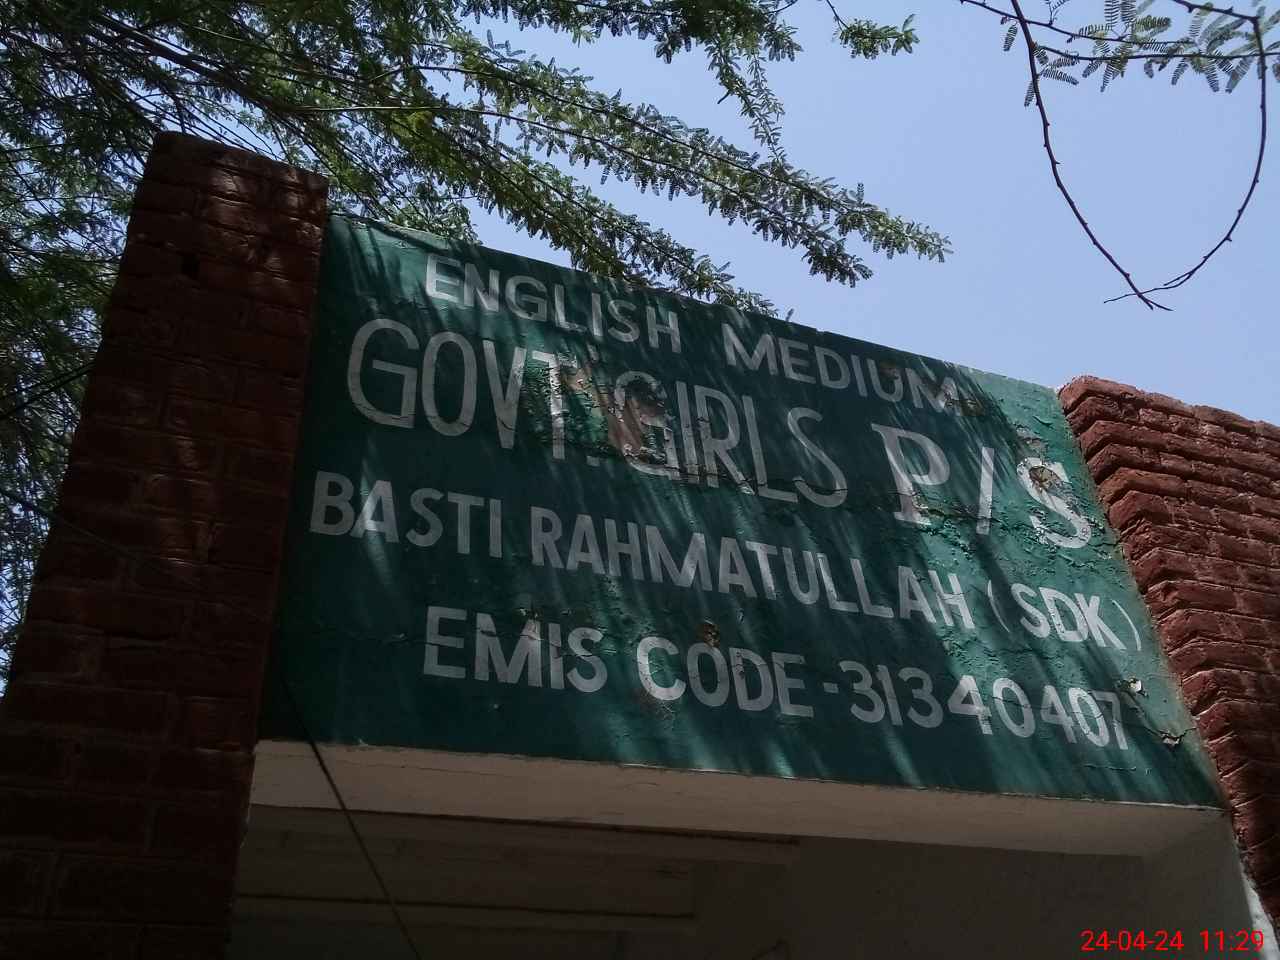 ENGLISH MEDIUM
GOVT. GIRLS P/S
BASTI RAHMATULLAH (SDK)
EMIS CODE-31340407
24-04-24 11:29